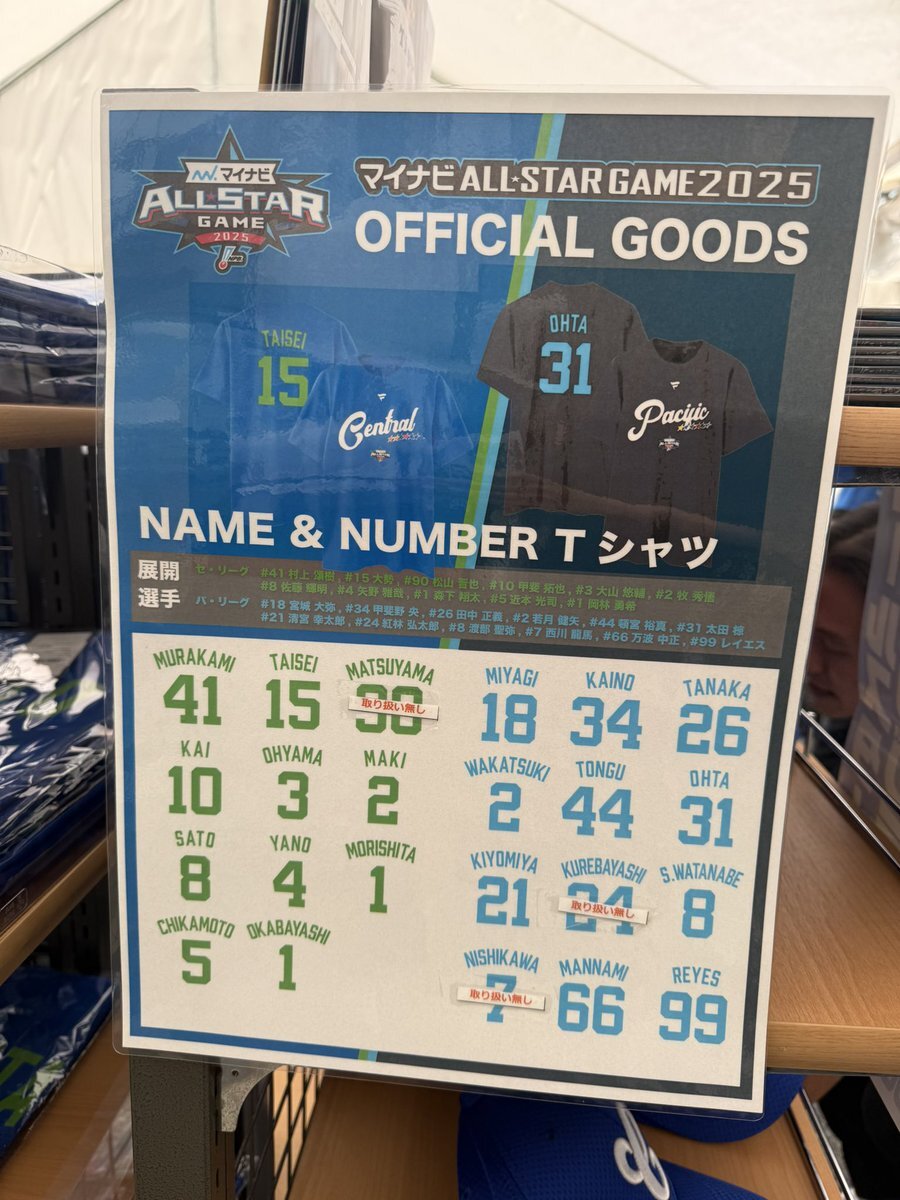 マイナビ
ALL★STAR
GAME
2025
マイナビ ALL★STAR GAME 2025
OFFICIAL GOODS
TAISEI
15
Central
OHTA
31
Pacific
NAME & NUMBER T シャツ
展開
選手
セ・リーグ #41 村上 頌樹 , #15 大勢 , #90 松山 晋也 , #10 甲斐 拓也 , #3 大山 悠輔 , #2 牧 秀悟
#8 佐藤 輝明 , #4 矢野 雅哉 , #1 森下 翔太 , #5 近本 光司 , #1 岡林 勇希
パ・リーグ #18 宮城 大弥 , #34 甲斐野 央 , #26 田中 正義 , #2 若月 健矢 , #44 頓宮 裕真 , #31 太田 椋
#21 清宮 幸太郎 , #24 紅林 弘太郎 , #8 渡部 聖弥 , #7 西川 龍馬 , #66 万波 中正 , #99 レイエス
MURAKAMI TAISEI MATSUYAMA
41 15 90
取り扱い無し
KAI OHYAMA MAKI
10 3 2
SATO YANO MORISHITA
8 4 1
CHIKAMOTO OKABAYASHI
5 1
MIYAGI KAINO TANAKA
18 34 26
WAKATSUKI TONGU OHTA
2 44 31
KIYOMIYA KUREBAYASHI S.WATANABE
21 24 8
取り扱い無し
NISHIKAWA MANNAMI REYES
7 66 99
取り扱い無し